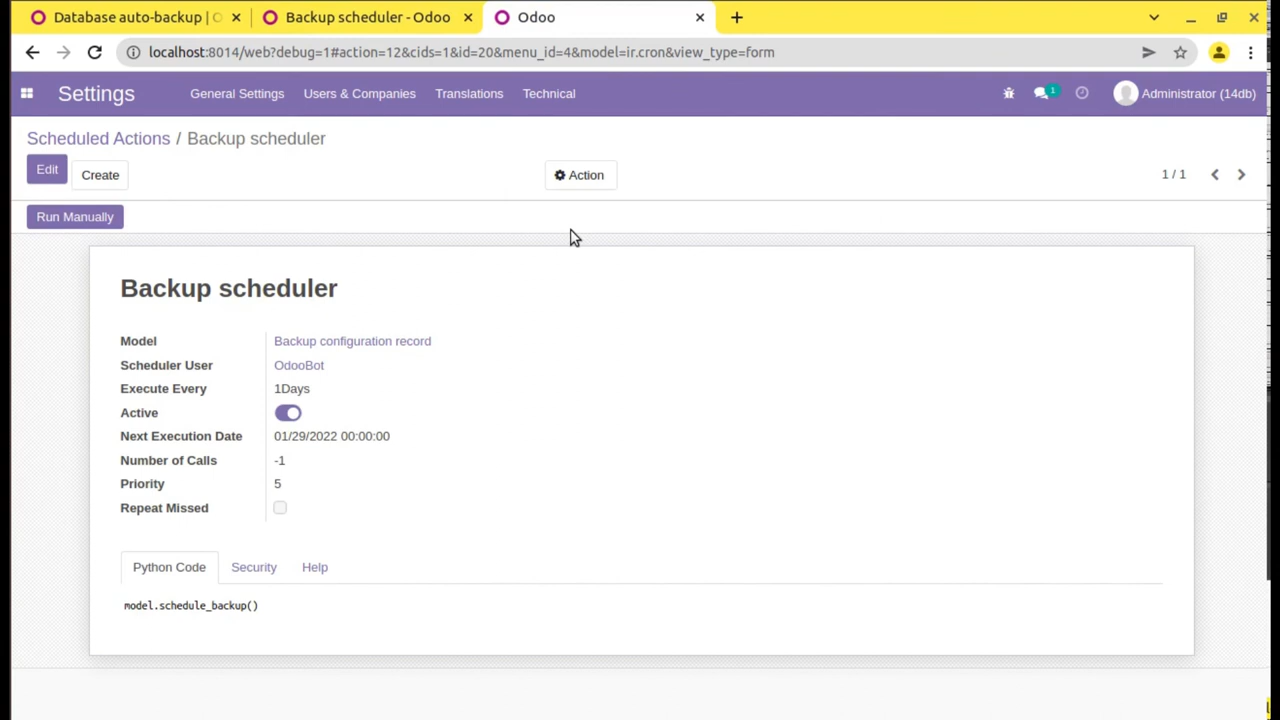 Database auto-backup | O
Backup scheduler - Odoo
Odoo
localhost:8014/web?debug=1#action=12&cids=1&id=20&menu_id=4&model=ir.cron&view_type=form
Settings General Settings Users & Companies Translations Technical 1 Administrator (14db)
Scheduled Actions / Backup scheduler
Edit Create Action 1 / 1
Run Manually
Backup scheduler
Model Backup configuration record
Scheduler User OdooBot
Execute Every 1Days
Active
Next Execution Date 01/29/2022 00:00:00
Number of Calls -1
Priority 5
Repeat Missed
Python Code Security Help
model.schedule_backup()